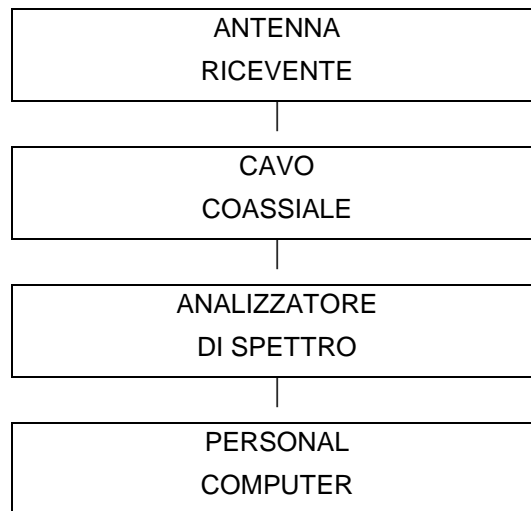 ANTENNA
RICEVENTE
CAVO
COASSIALE
ANALIZZATORE
DI SPETTRO
PERSONAL
COMPUTER